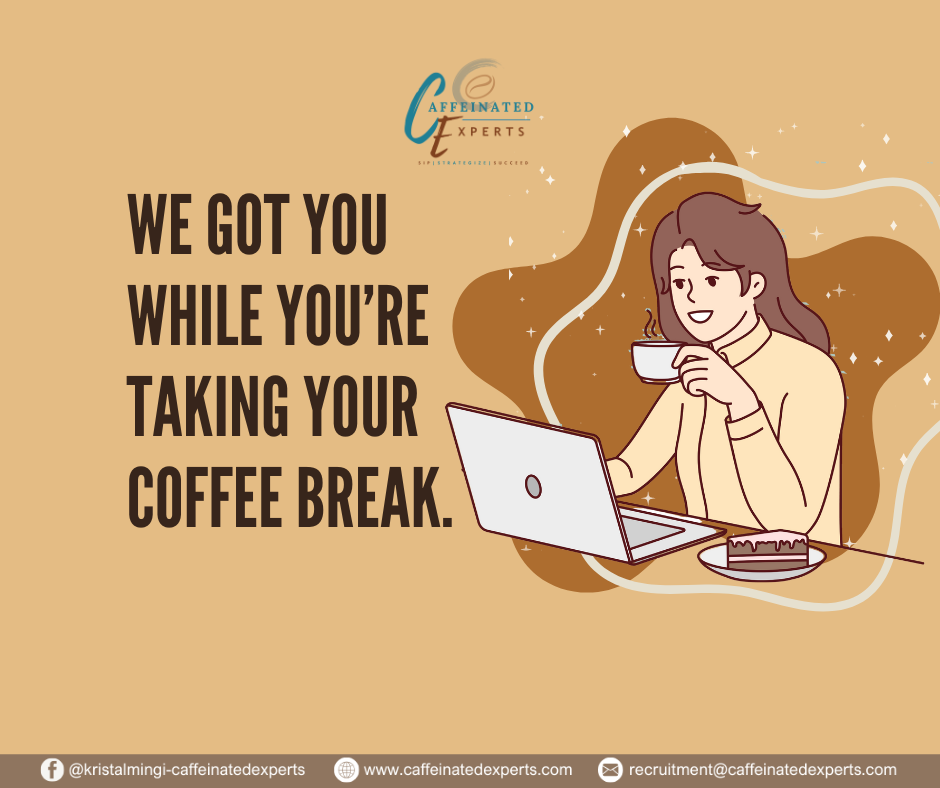 CAFFEINATED
EXPERTS
SIP|STRATEGIZE|SUCCEED
WE GOT YOU
WHILE YOU’RE
TAKING YOUR
COFFEE BREAK.
@kristalmingi-caffeinatedexperts www.caffeinatedexperts.com recruitment@caffeinatedexperts.com